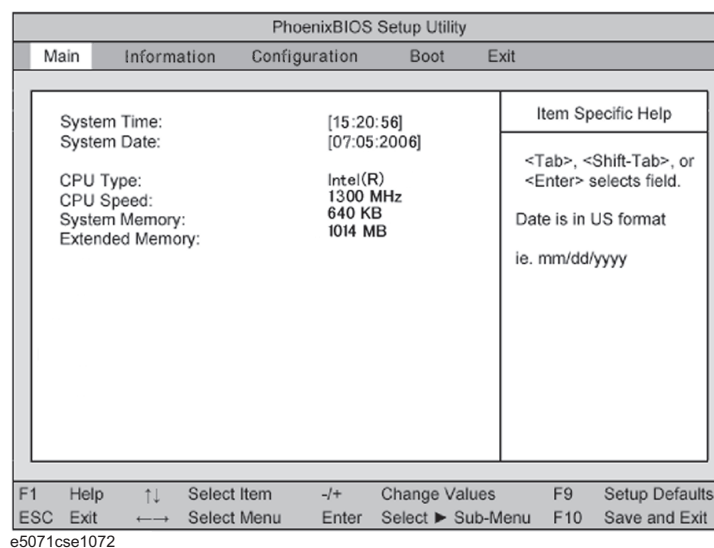 PhoenixBIOS Setup Utility
Main Information Configuration Boot Exit
System Time: [15:20:56]
System Date: [07:05:2006]
CPU Type: Intel(R)
CPU Speed: 1300 MHz
System Memory: 640 KB
Extended Memory: 1014 MB
Item Specific Help
<Tab>, <Shift-Tab>, or
<Enter> selects field.
Date is in US format
ie. mm/dd/yyyy
F1 Help ↑↓ Select Item -/+ Change Values F9 Setup Defaults
ESC Exit ←→ Select Menu Enter Select ► Sub-Menu F10 Save and Exit
e5071cse1072